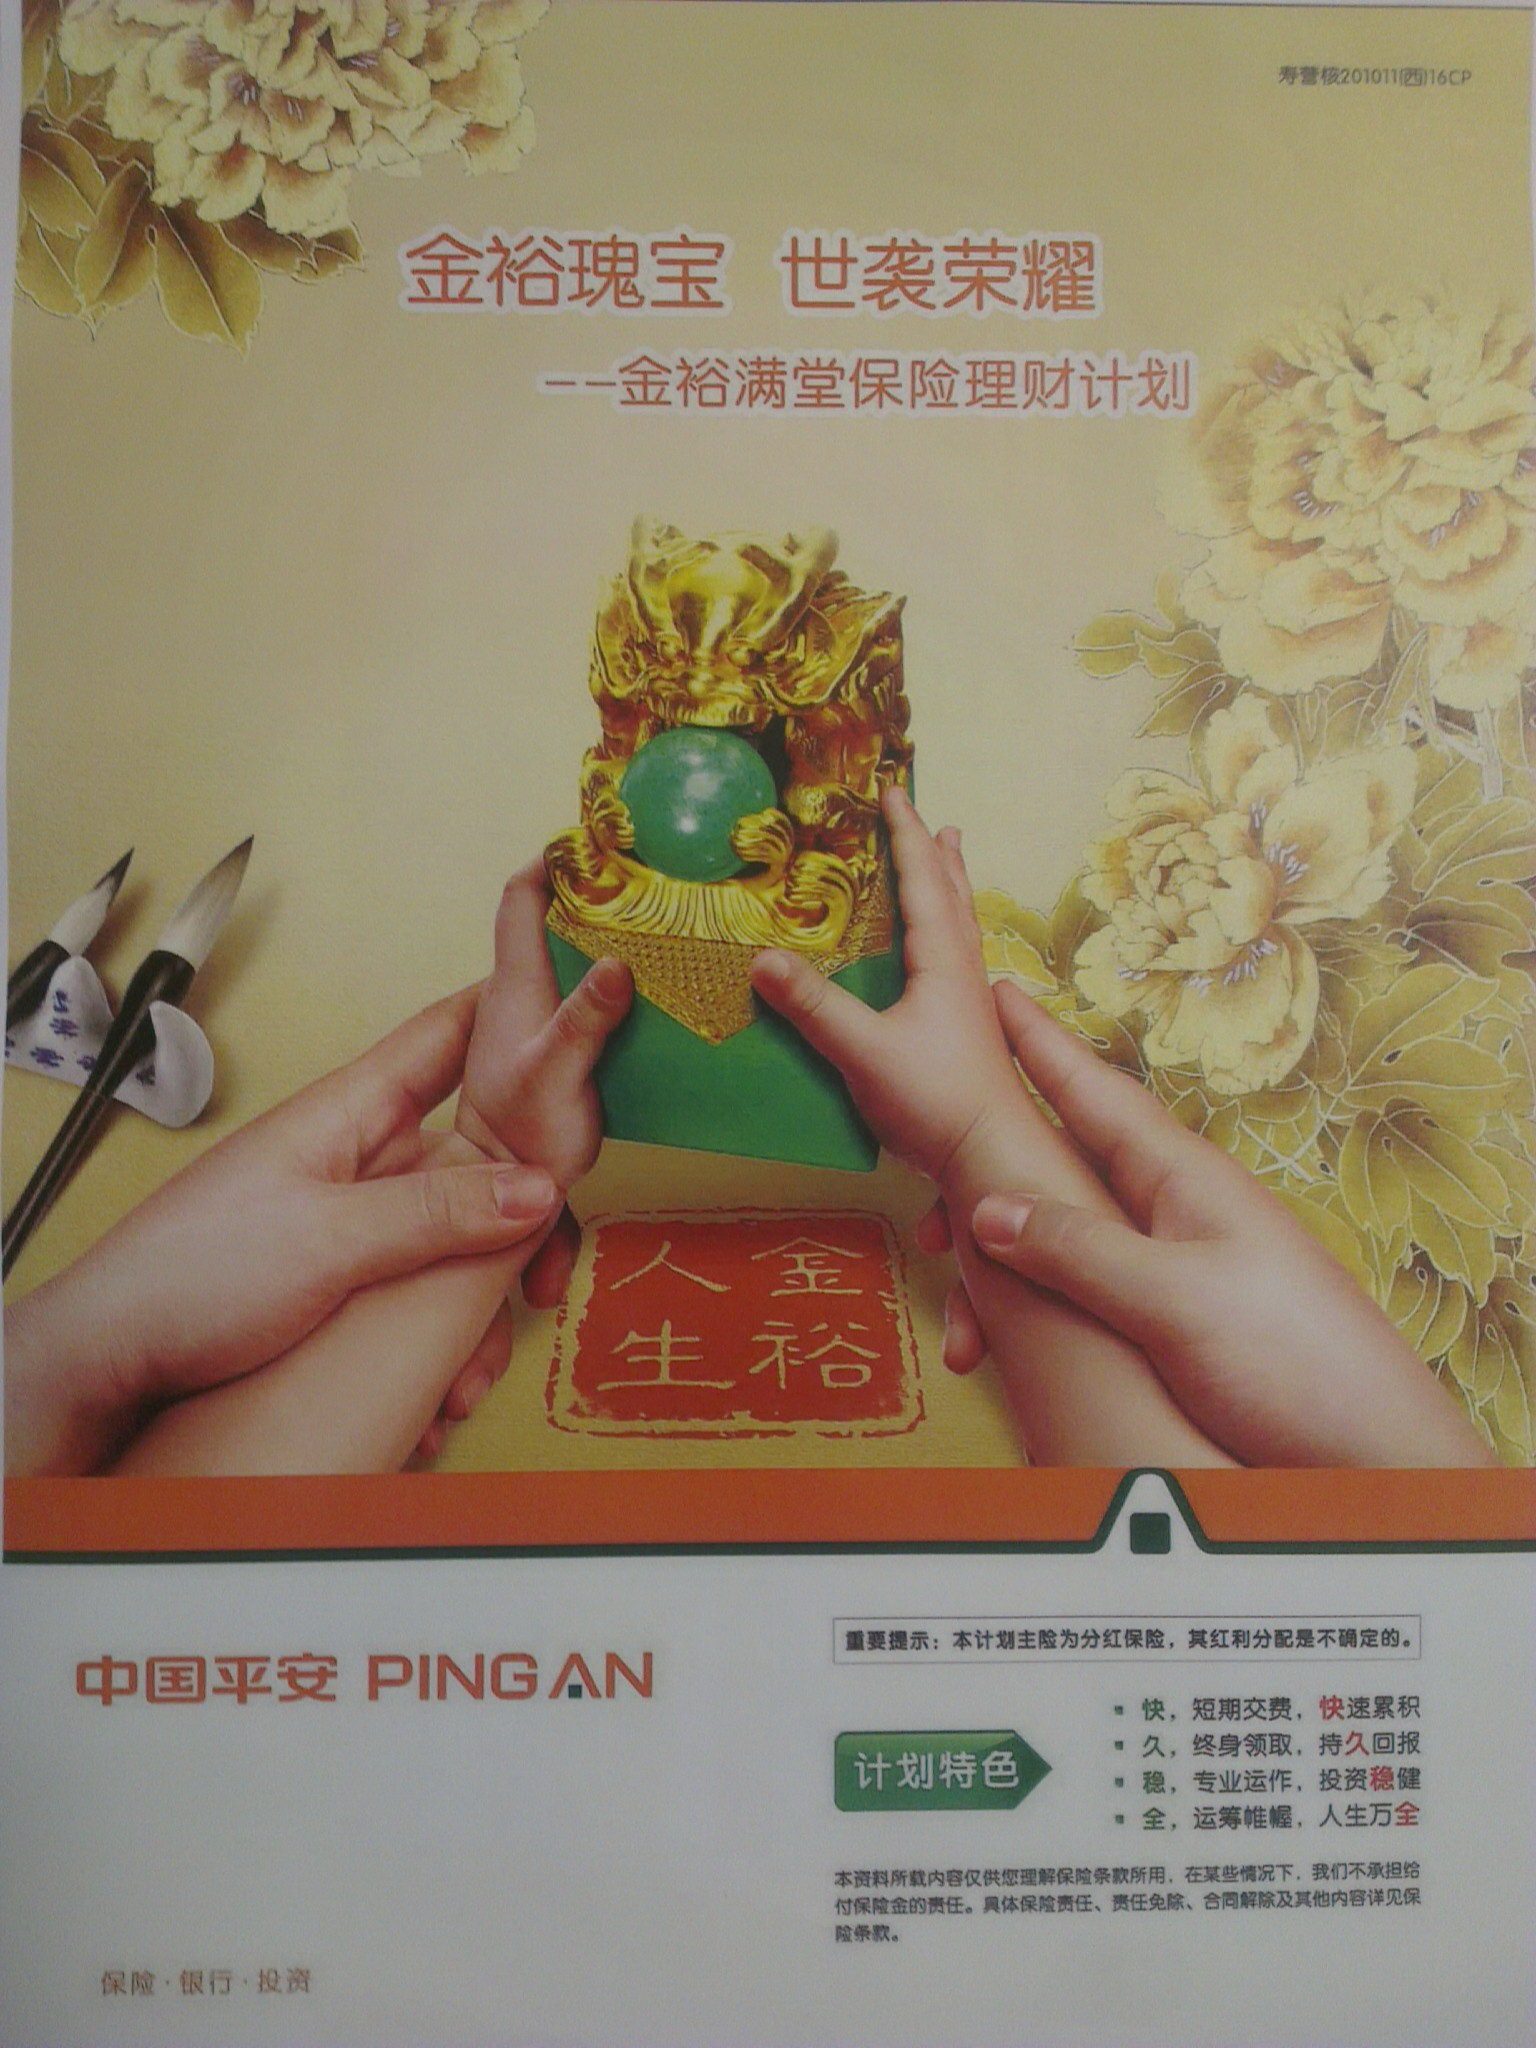 寿营核201011(西)16CP
金裕瑰宝 世袭荣耀
--金裕满堂保险理财计划
金裕
人生
中国平安 PINGAN
重要提示：本计划主险为分红保险，其红利分配是不确定的。
计划特色
快，短期交费，快速累积
久，终身领取，持久回报
稳，专业运作，投资稳健
全，运筹帷幄，人生万全
本资料所载内容仅供您理解保险条款所用，在某些情况下，我们不承担给
付保险金的责任。具体保险责任、责任免除、合同解除及其他内容详见保
险条款。
保险·银行·投资